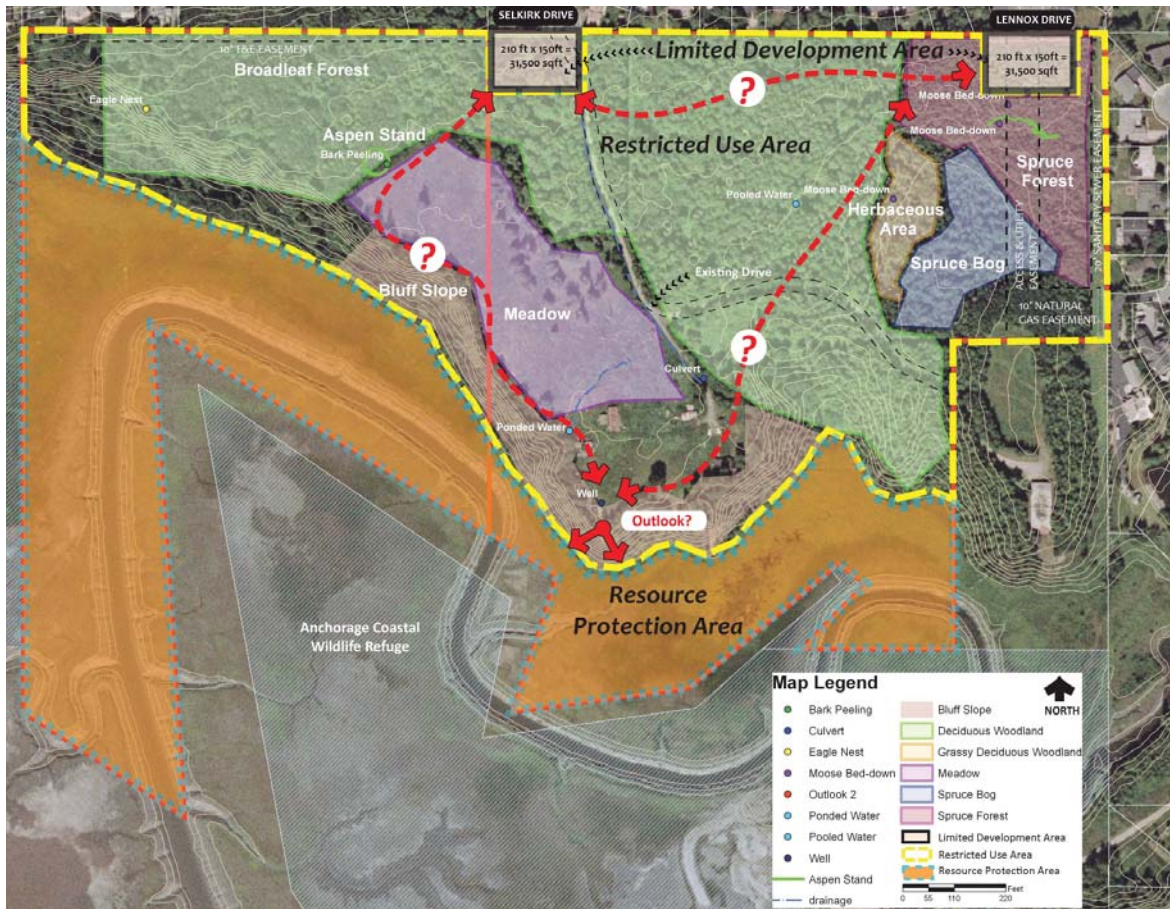 SELKIRK DRIVE
LENNOX DRIVE
210 ft x 150ft =
31,500 sqft
Limited Development Area
210 ft x 150ft =
31,500 sqft
10' T&E EASEMENT
Broadleaf Forest
?
Eagle Nest
Moose Bed-down
Moose Bed-down
Aspen Stand
Bark Peeling
Restricted Use Area
Spruce
Forest
Pooled Water
Moose Bed-down
Herbaceous
Area
?
Bluff Slope
Spruce Bog
ACCESS & UTILITY
EASEMENT
20' SANITARY SEWER EASEMENT
Existing Drive
Meadow
10' NATURAL
GAS EASEMENT
?
Culvert
Ponded Water
Well
Outlook?
Resource
Protection Area
Anchorage Coastal
Wildlife Refuge
Map Legend
NORTH
Bark Peeling
Culvert
Eagle Nest
Moose Bed-down
Outlook 2
Ponded Water
Pooled Water
Well
Aspen Stand
drainage
Bluff Slope
Deciduous Woodland
Grassy Deciduous Woodland
Meadow
Spruce Bog
Spruce Forest
Limited Development Area
Restricted Use Area
Resource Protection Area
Feet
0 55 110 220